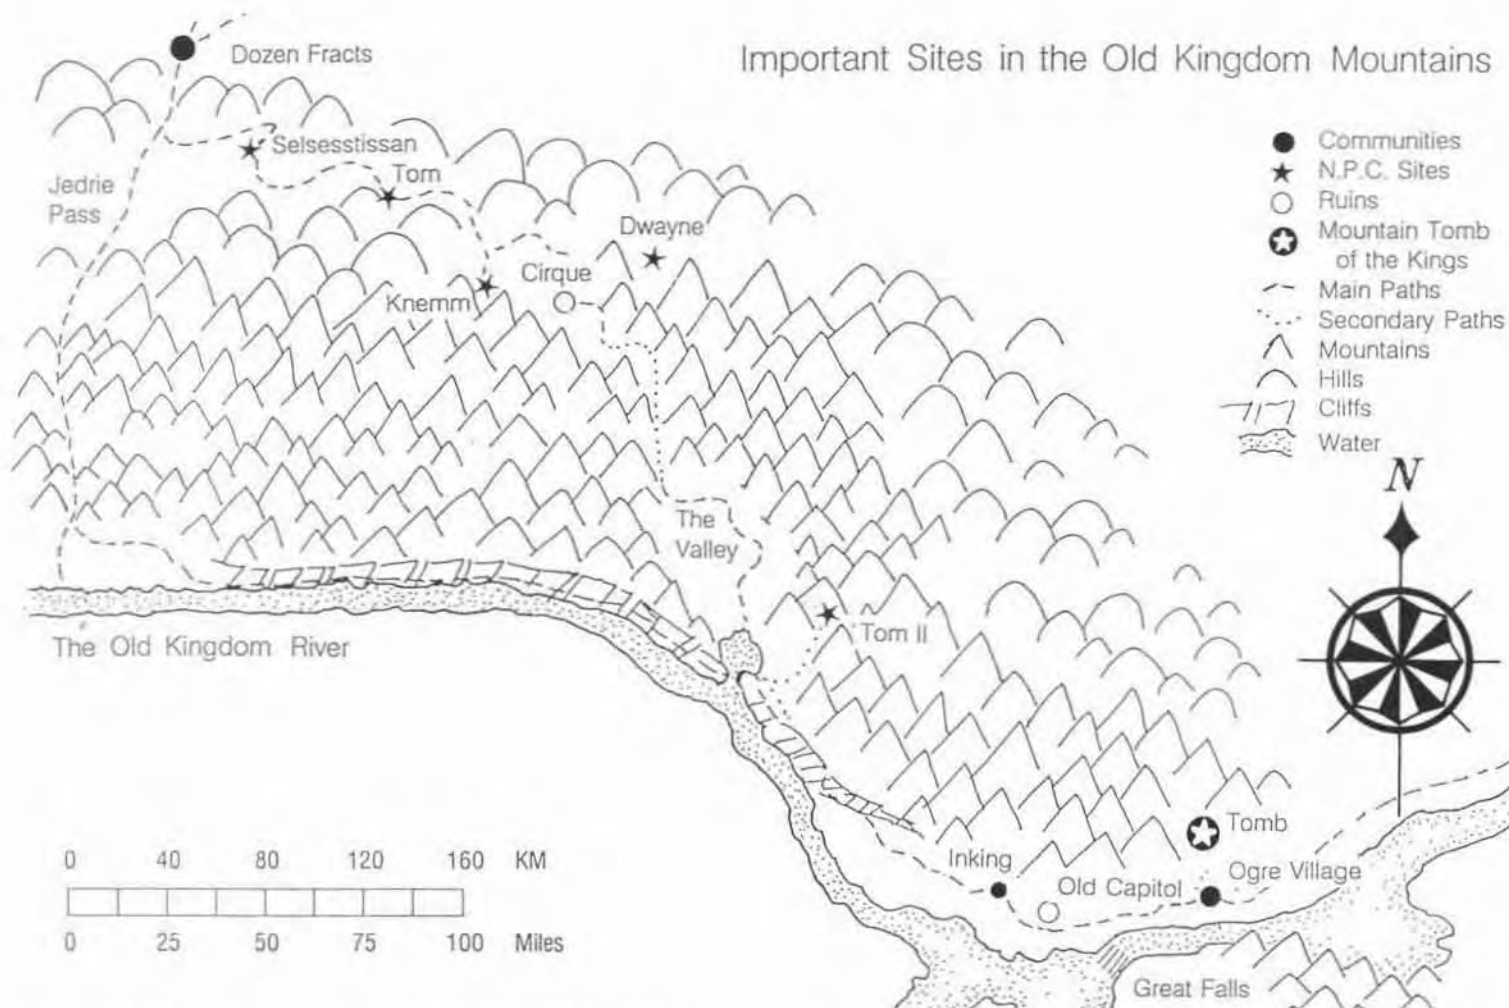 Important Sites in the Old Kingdom Mountains
Dozen Fracts
Selsesstissan
Jedrie
Pass
Tom
Dwayne
Cirque
Knemm
The
Valley
Tom II
The Old Kingdom River
Tomb
Inking
Old Capitol
Ogre Village
Great Falls
Communities
N.P.C. Sites
Ruins
Mountain Tomb
of the Kings
Main Paths
Secondary Paths
Mountains
Hills
Cliffs
Water
N
0 40 80 120 160 KM
0 25 50 75 100 Miles